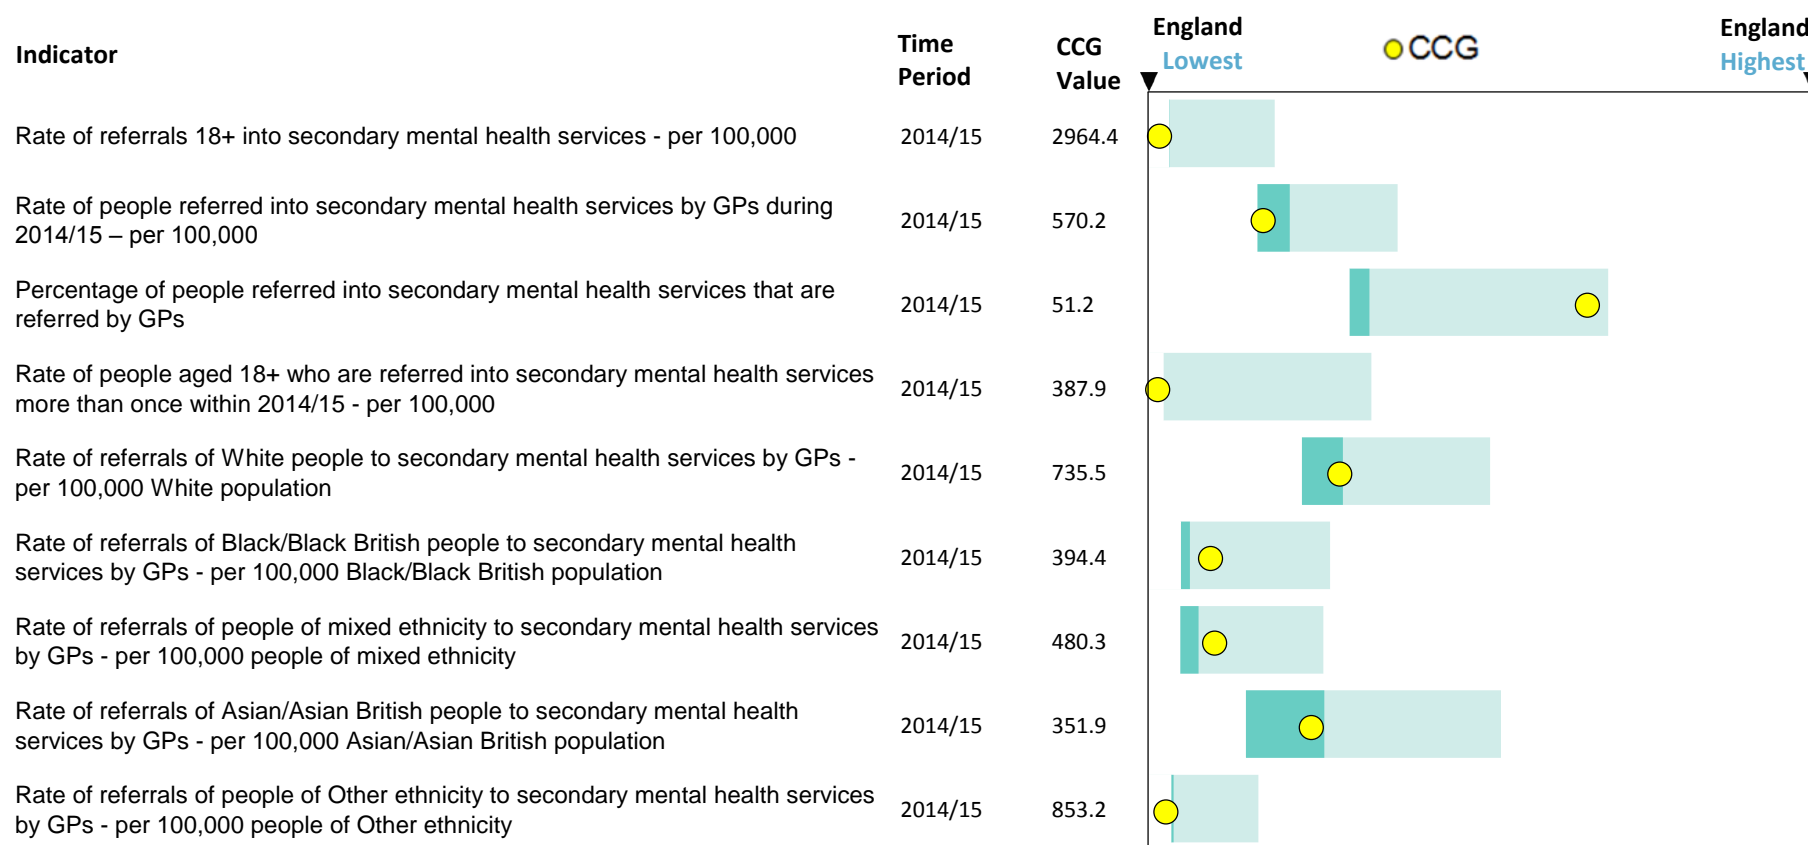 Indicator
Time
Period
CCG
Value
England
Lowest
CCG
England
Highest
Rate of referrals 18+ into secondary mental health services - per 100,000
2014/15
2964.4
Rate of people referred into secondary mental health services by GPs during
2014/15 – per 100,000
2014/15
570.2
Percentage of people referred into secondary mental health services that are
referred by GPs
2014/15
51.2
Rate of people aged 18+ who are referred into secondary mental health services
more than once within 2014/15 - per 100,000
2014/15
387.9
Rate of referrals of White people to secondary mental health services by GPs -
per 100,000 White population
2014/15
735.5
Rate of referrals of Black/Black British people to secondary mental health
services by GPs - per 100,000 Black/Black British population
2014/15
394.4
Rate of referrals of people of mixed ethnicity to secondary mental health services
by GPs - per 100,000 people of mixed ethnicity
2014/15
480.3
Rate of referrals of Asian/Asian British people to secondary mental health
services by GPs - per 100,000 Asian/Asian British population
2014/15
351.9
Rate of referrals of people of Other ethnicity to secondary mental health services
by GPs - per 100,000 people of Other ethnicity
2014/15
853.2